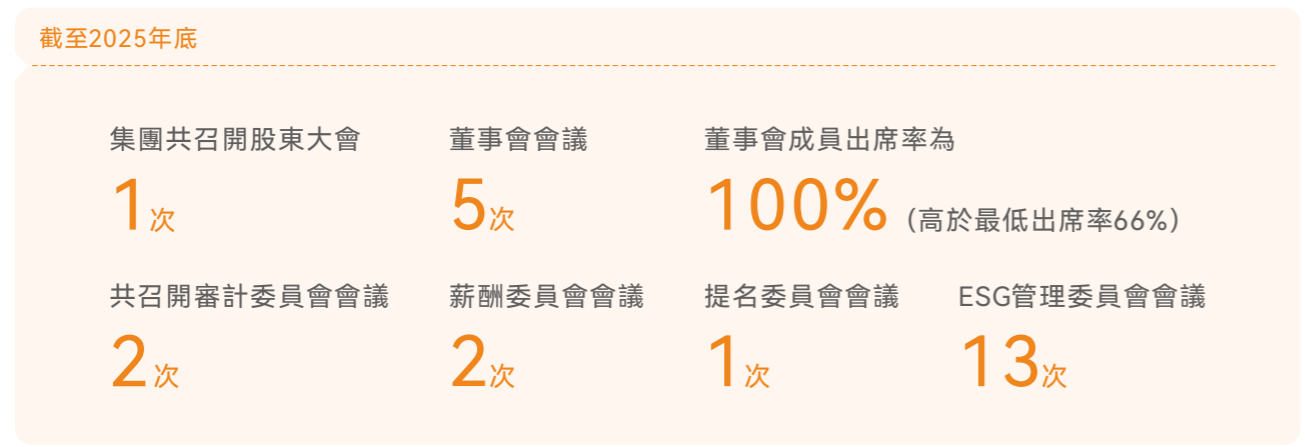 截至2025年底
集團共召開股東大會
1次
董事會會議
5次
董事會成員出席率為
100%（高於最低出席率66%）
共召開審計委員會會議
2次
薪酬委員會會議
2次
提名委員會會議
1次
ESG管理委員會會議
13次